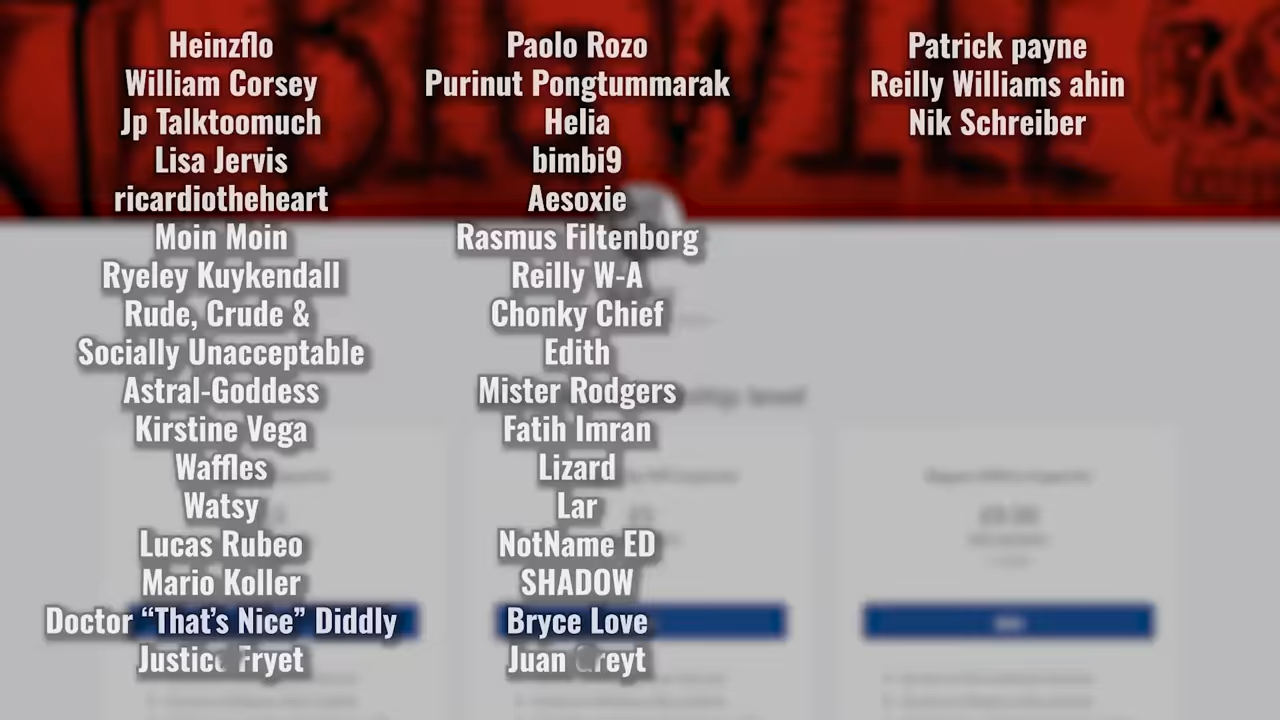 Heinzflo
William Corsey
Jp Talktoomuch
Lisa Jervis
ricardiotheheart
Moin Moin
Ryeley Kuykendall
Rude, Crude &
Socially Unacceptable
Astral-Goddess
Kirstine Vega
Waffles
Watsy
Lucas Rubeo
Mario Koller
Doctor “That’s Nice” Diddly
Justice Fryet
Paolo Rozo
Purinut Pongtummarak
Helia
bimbi9
Aesoxie
Rasmus Filtenborg
Reilly W-A
Chonky Chief
Edith
Mister Rodgers
Fatih Imran
Lizard
Lar
NotName ED
SHADOW
Bryce Love
Juan
Patrick payne
Reilly Williams ahin
Nik Schreiber